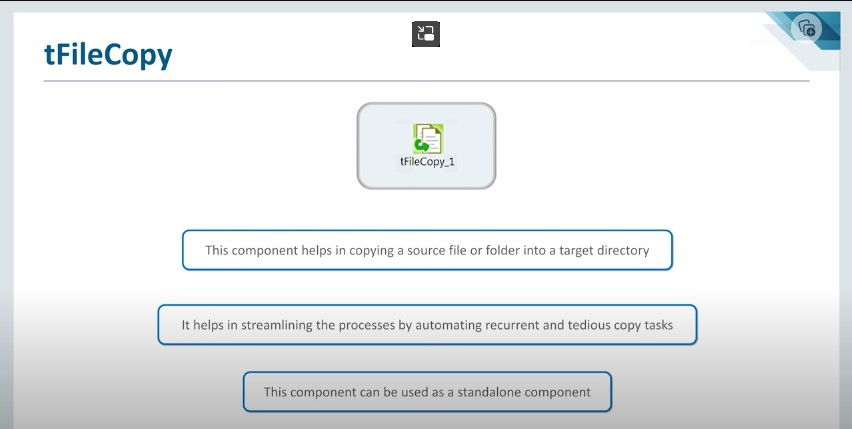 tFileCopy
tFileCopy_1
This component helps in copying a source file or folder into a target directory
It helps in streamlining the processes by automating recurrent and tedious copy tasks
This component can be used as a standalone component